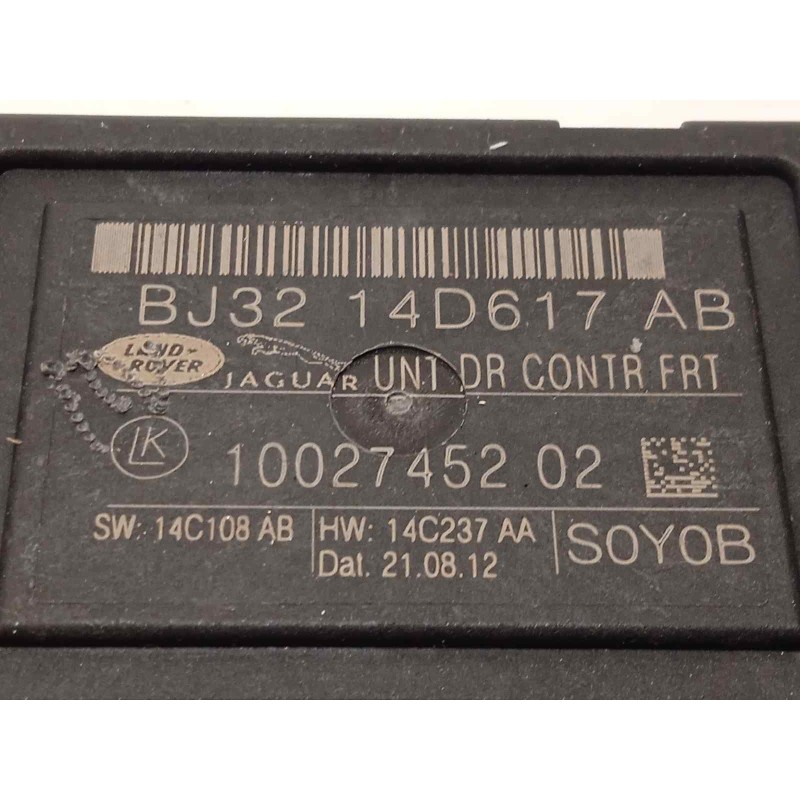 BJ32 14D617 AB
LAND-
ROVER
JAGUAR UNT DR CONTR FRT
LK 10027452 02
SW: 14C108 AB HW: 14C237 AA SOYOB
Dat. 21.08.12